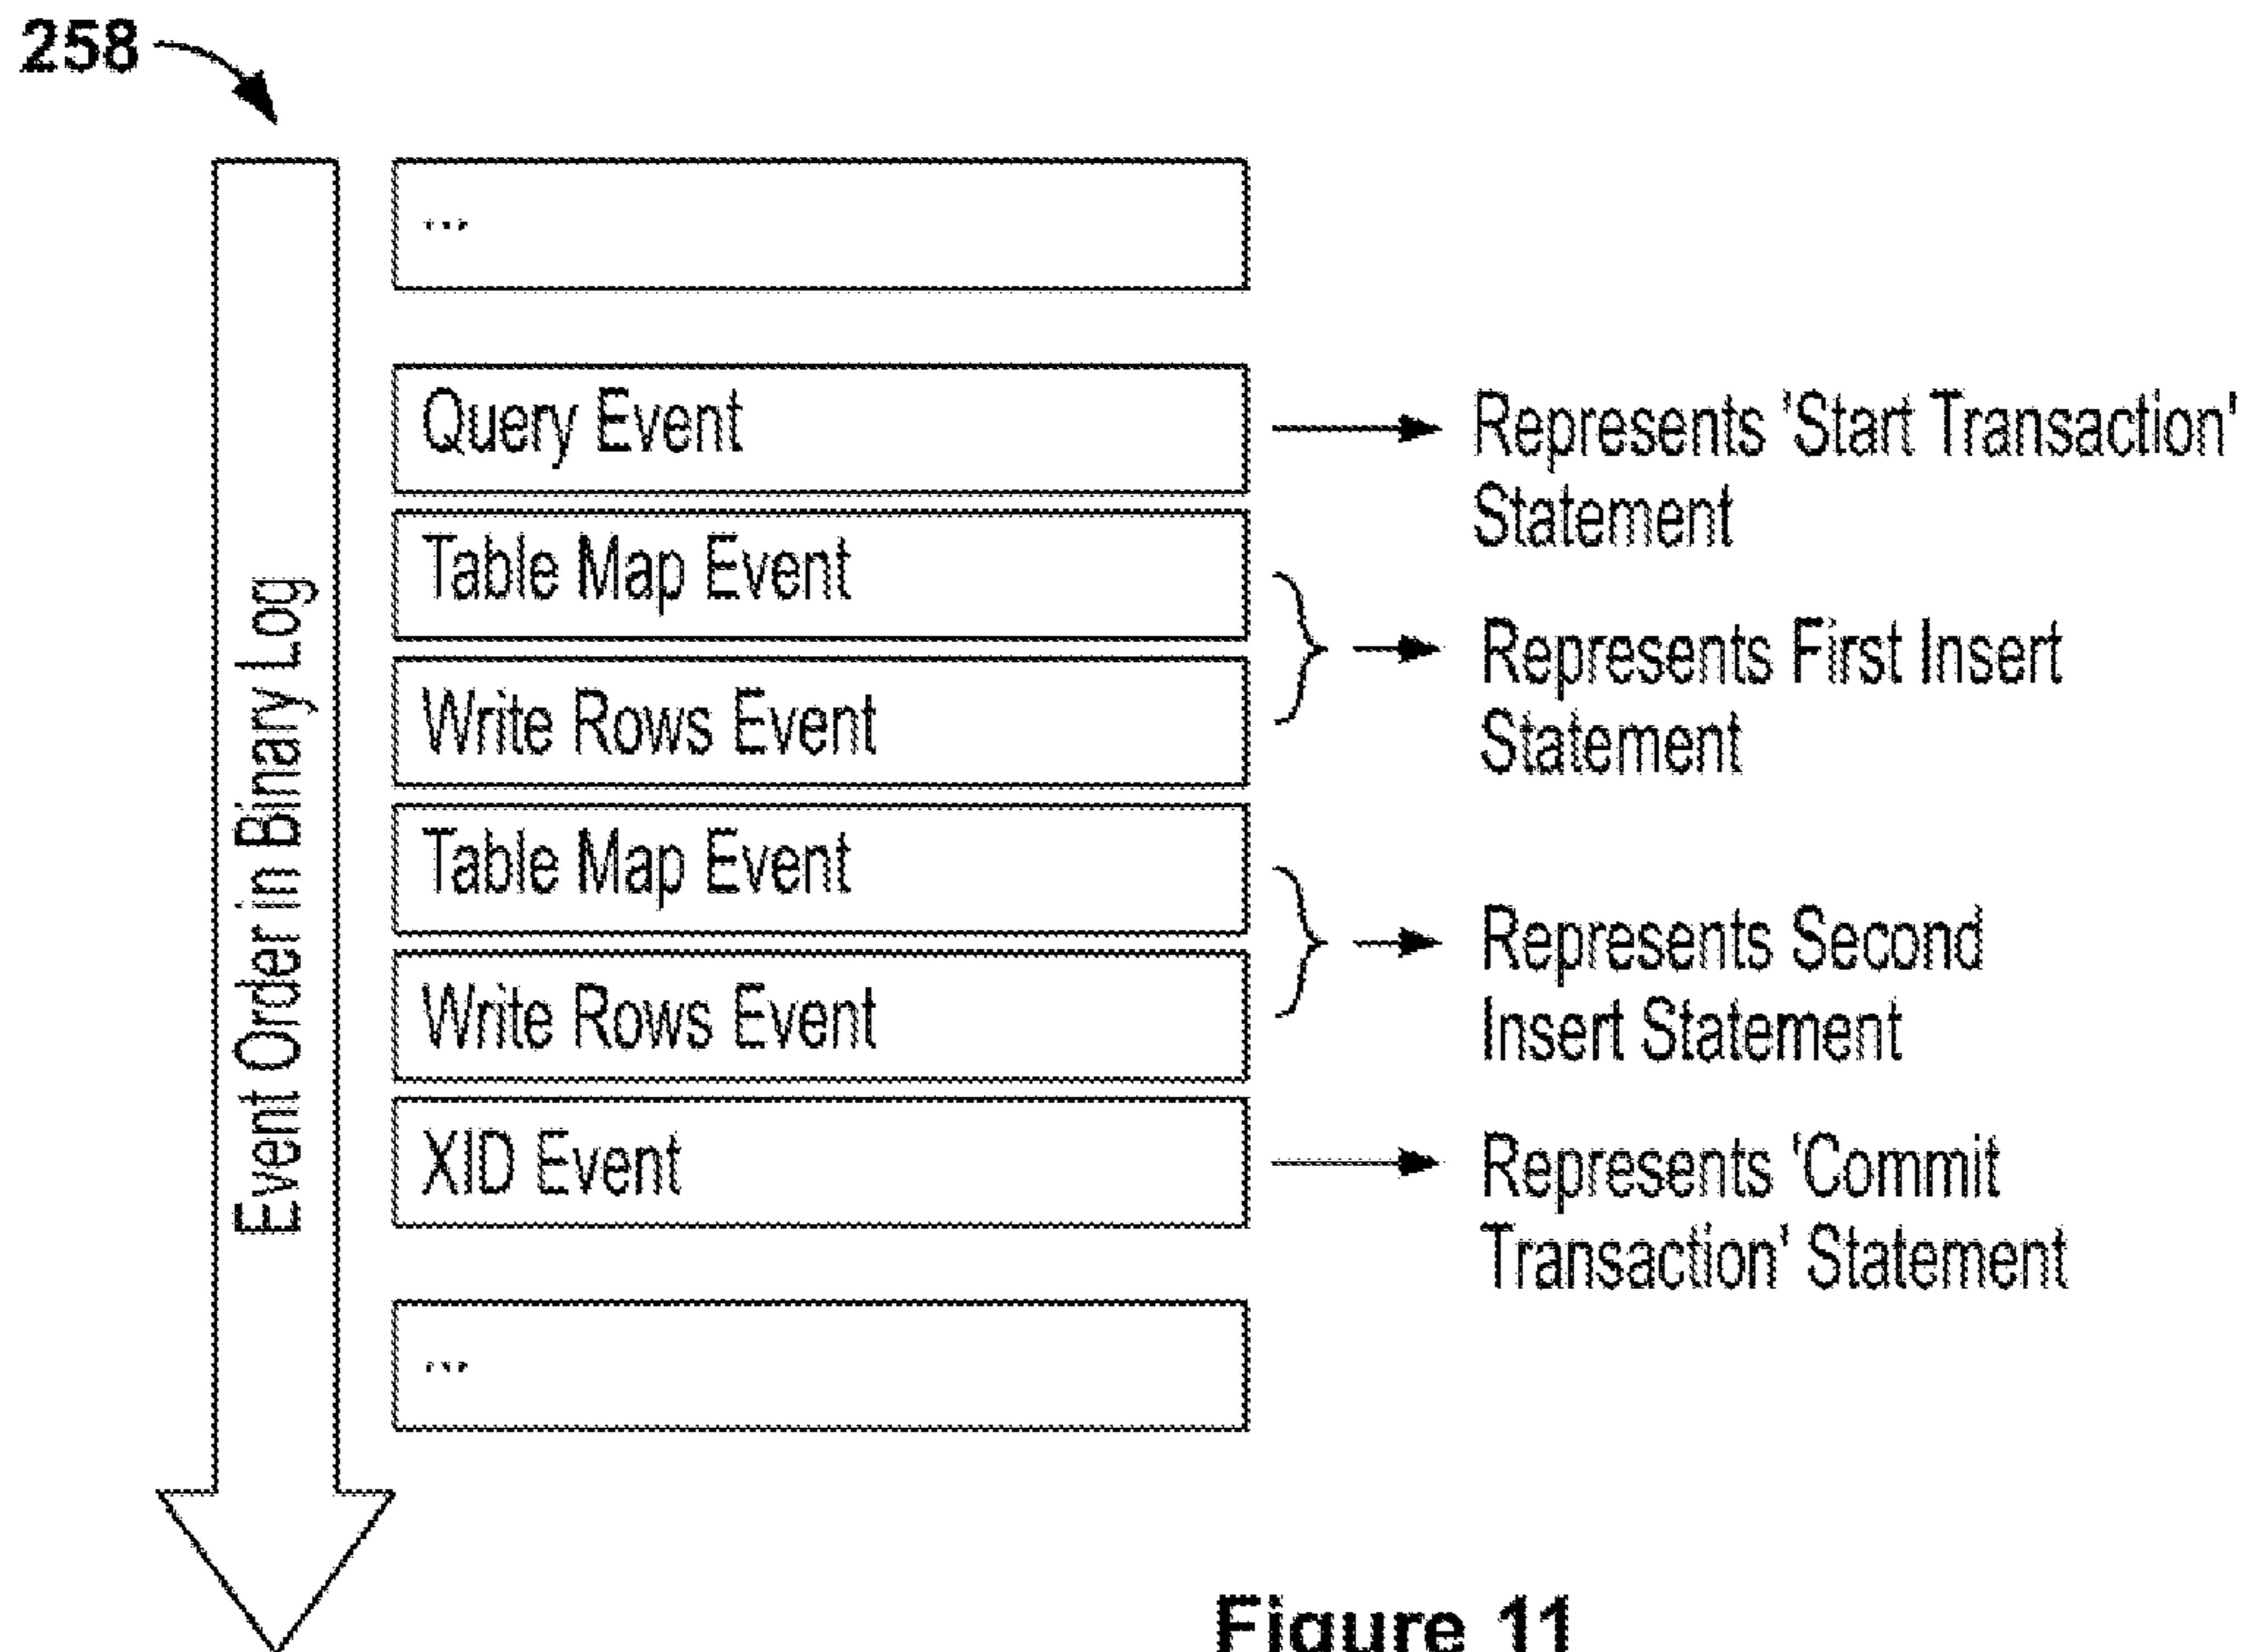 258
Event Order in Binary Log
...
Query Event
Represents 'Start Transaction'
Statement
Table Map Event
Write Rows Event
Represents First Insert
Statement
Table Map Event
Write Rows Event
Represents Second
Insert Statement
XID Event
Represents 'Commit
Transaction' Statement
...
Figure 11